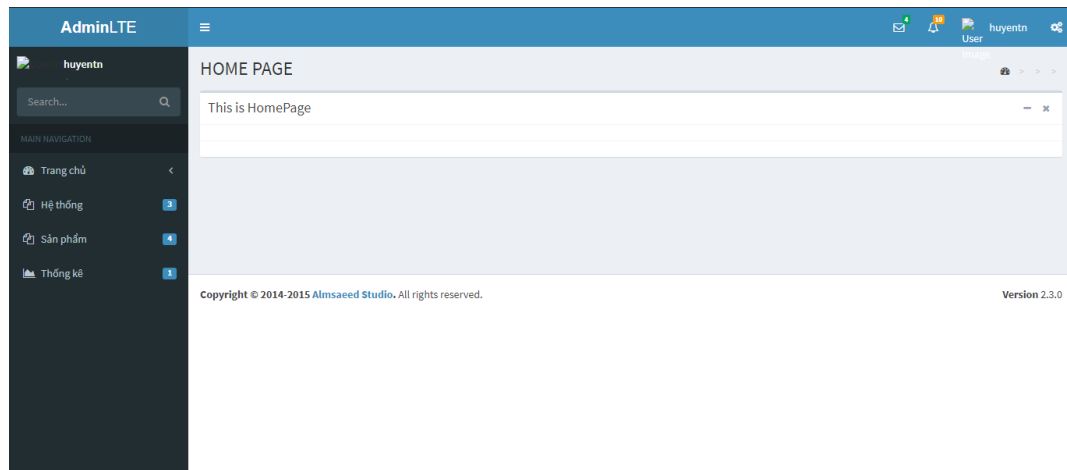 AdminLTE
4
10
User
Image
huyentn
huyentn
HOME PAGE
> > >
Search...
This is HomePage
MAIN NAVIGATION
Trang chủ
Hệ thống 3
Sản phẩm 4
Thống kê 1
Copyright © 2014-2015 Almsaeed Studio. All rights reserved.
Version 2.3.0